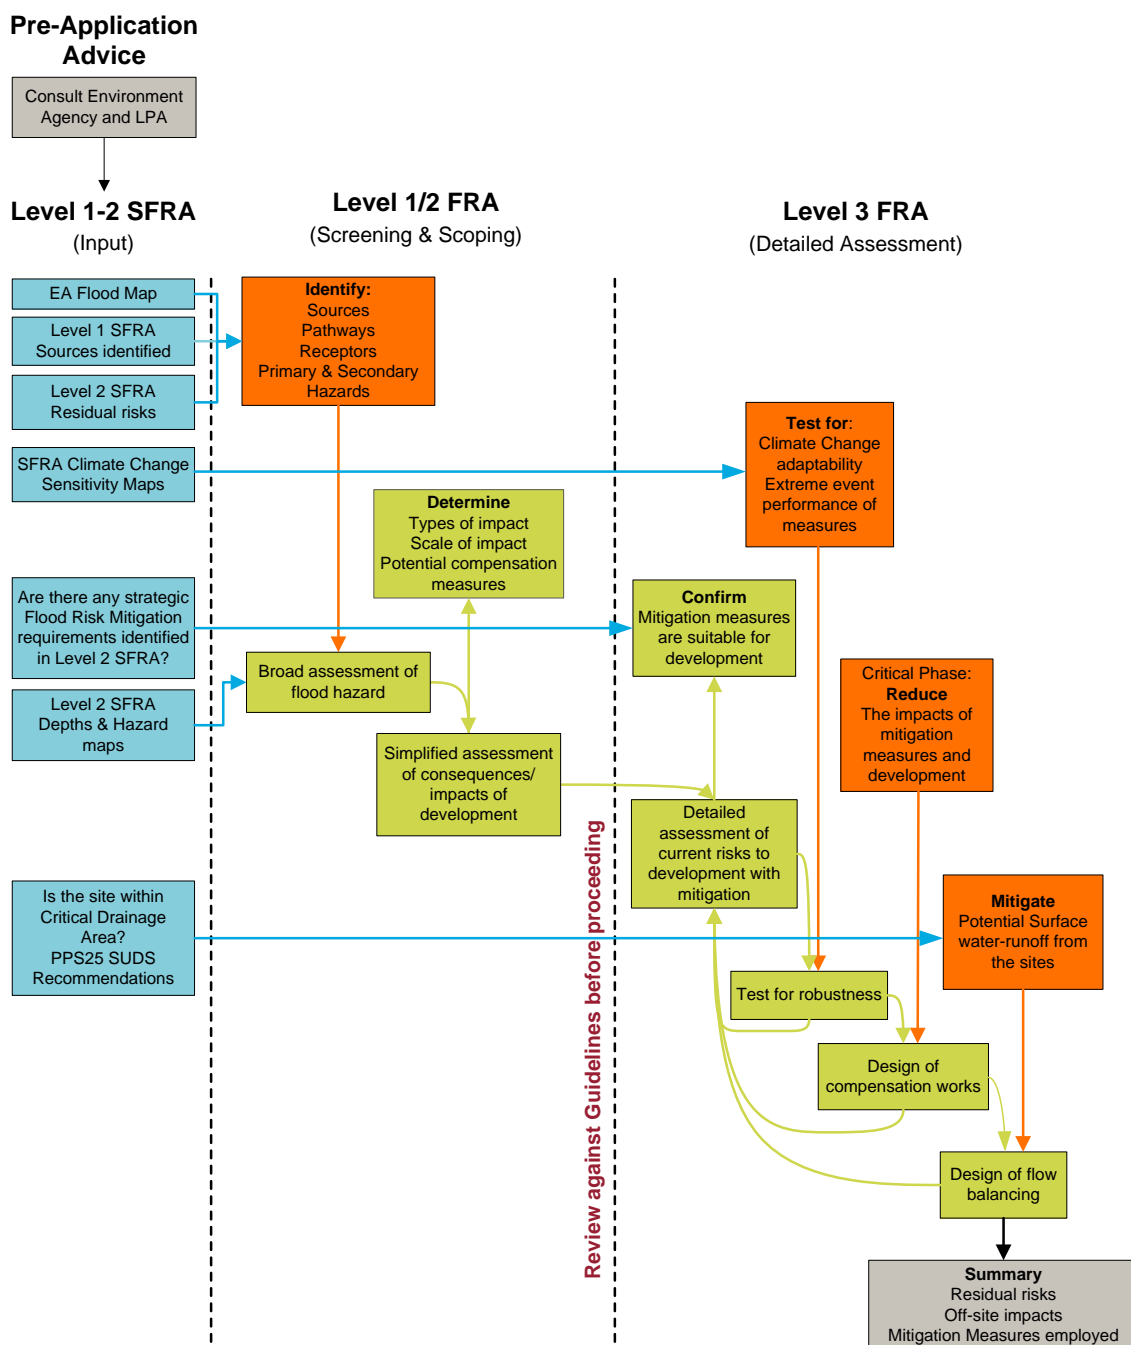 Pre-Application
Advice
Consult Environment
Agency and LPA
Level 1-2 SFRA
(Input)
Level 1/2 FRA
(Screening & Scoping)
Level 3 FRA
(Detailed Assessment)
EA Flood Map
Level 1 SFRA
Sources identified
Level 2 SFRA
Residual risks
SFRA Climate Change
Sensitivity Maps
Are there any strategic
Flood Risk Mitigation
requirements identified
in Level 2 SFRA?
Level 2 SFRA
Depths & Hazard
maps
Is the site within
Critical Drainage
Area?
PPS25 SUDS
Recommendations
Identify:
Sources
Pathways
Receptors
Primary & Secondary
Hazards
Determine
Types of impact
Scale of impact
Potential compensation
measures
Broad assessment of
flood hazard
Simplified assessment
of consequences/
impacts of
development
Review against Guidelines before proceeding
Test for:
Climate Change
adaptability
Extreme event
performance of
measures
Confirm
Mitigation measures
are suitable for
development
Critical Phase:
Reduce
The impacts of
mitigation
measures and
development
Detailed
assessment of
current risks to
development with
mitigation
Mitigate
Potential Surface
water-runoff from
the sites
Test for robustness
Design of
compensation works
Design of flow
balancing
Summary
Residual risks
Off-site impacts
Mitigation Measures employed